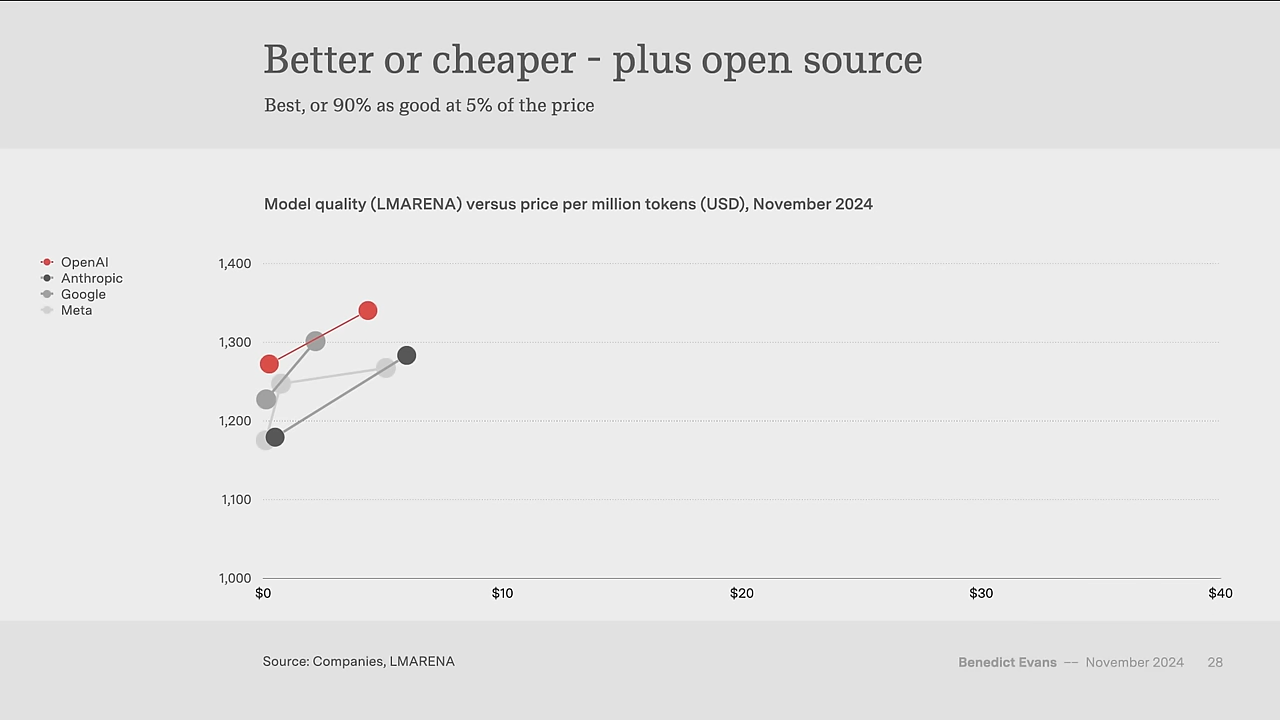 Better or cheaper - plus open source
Best, or 90% as good at 5% of the price
Model quality (LMARENA) versus price per million tokens (USD), November 2024
OpenAI
Anthropic
Google
Meta
1,400
1,300
1,200
1,100
1,000
$0 $10 $20 $30 $40
Source: Companies, LMARENA
Benedict Evans –– November 2024 28